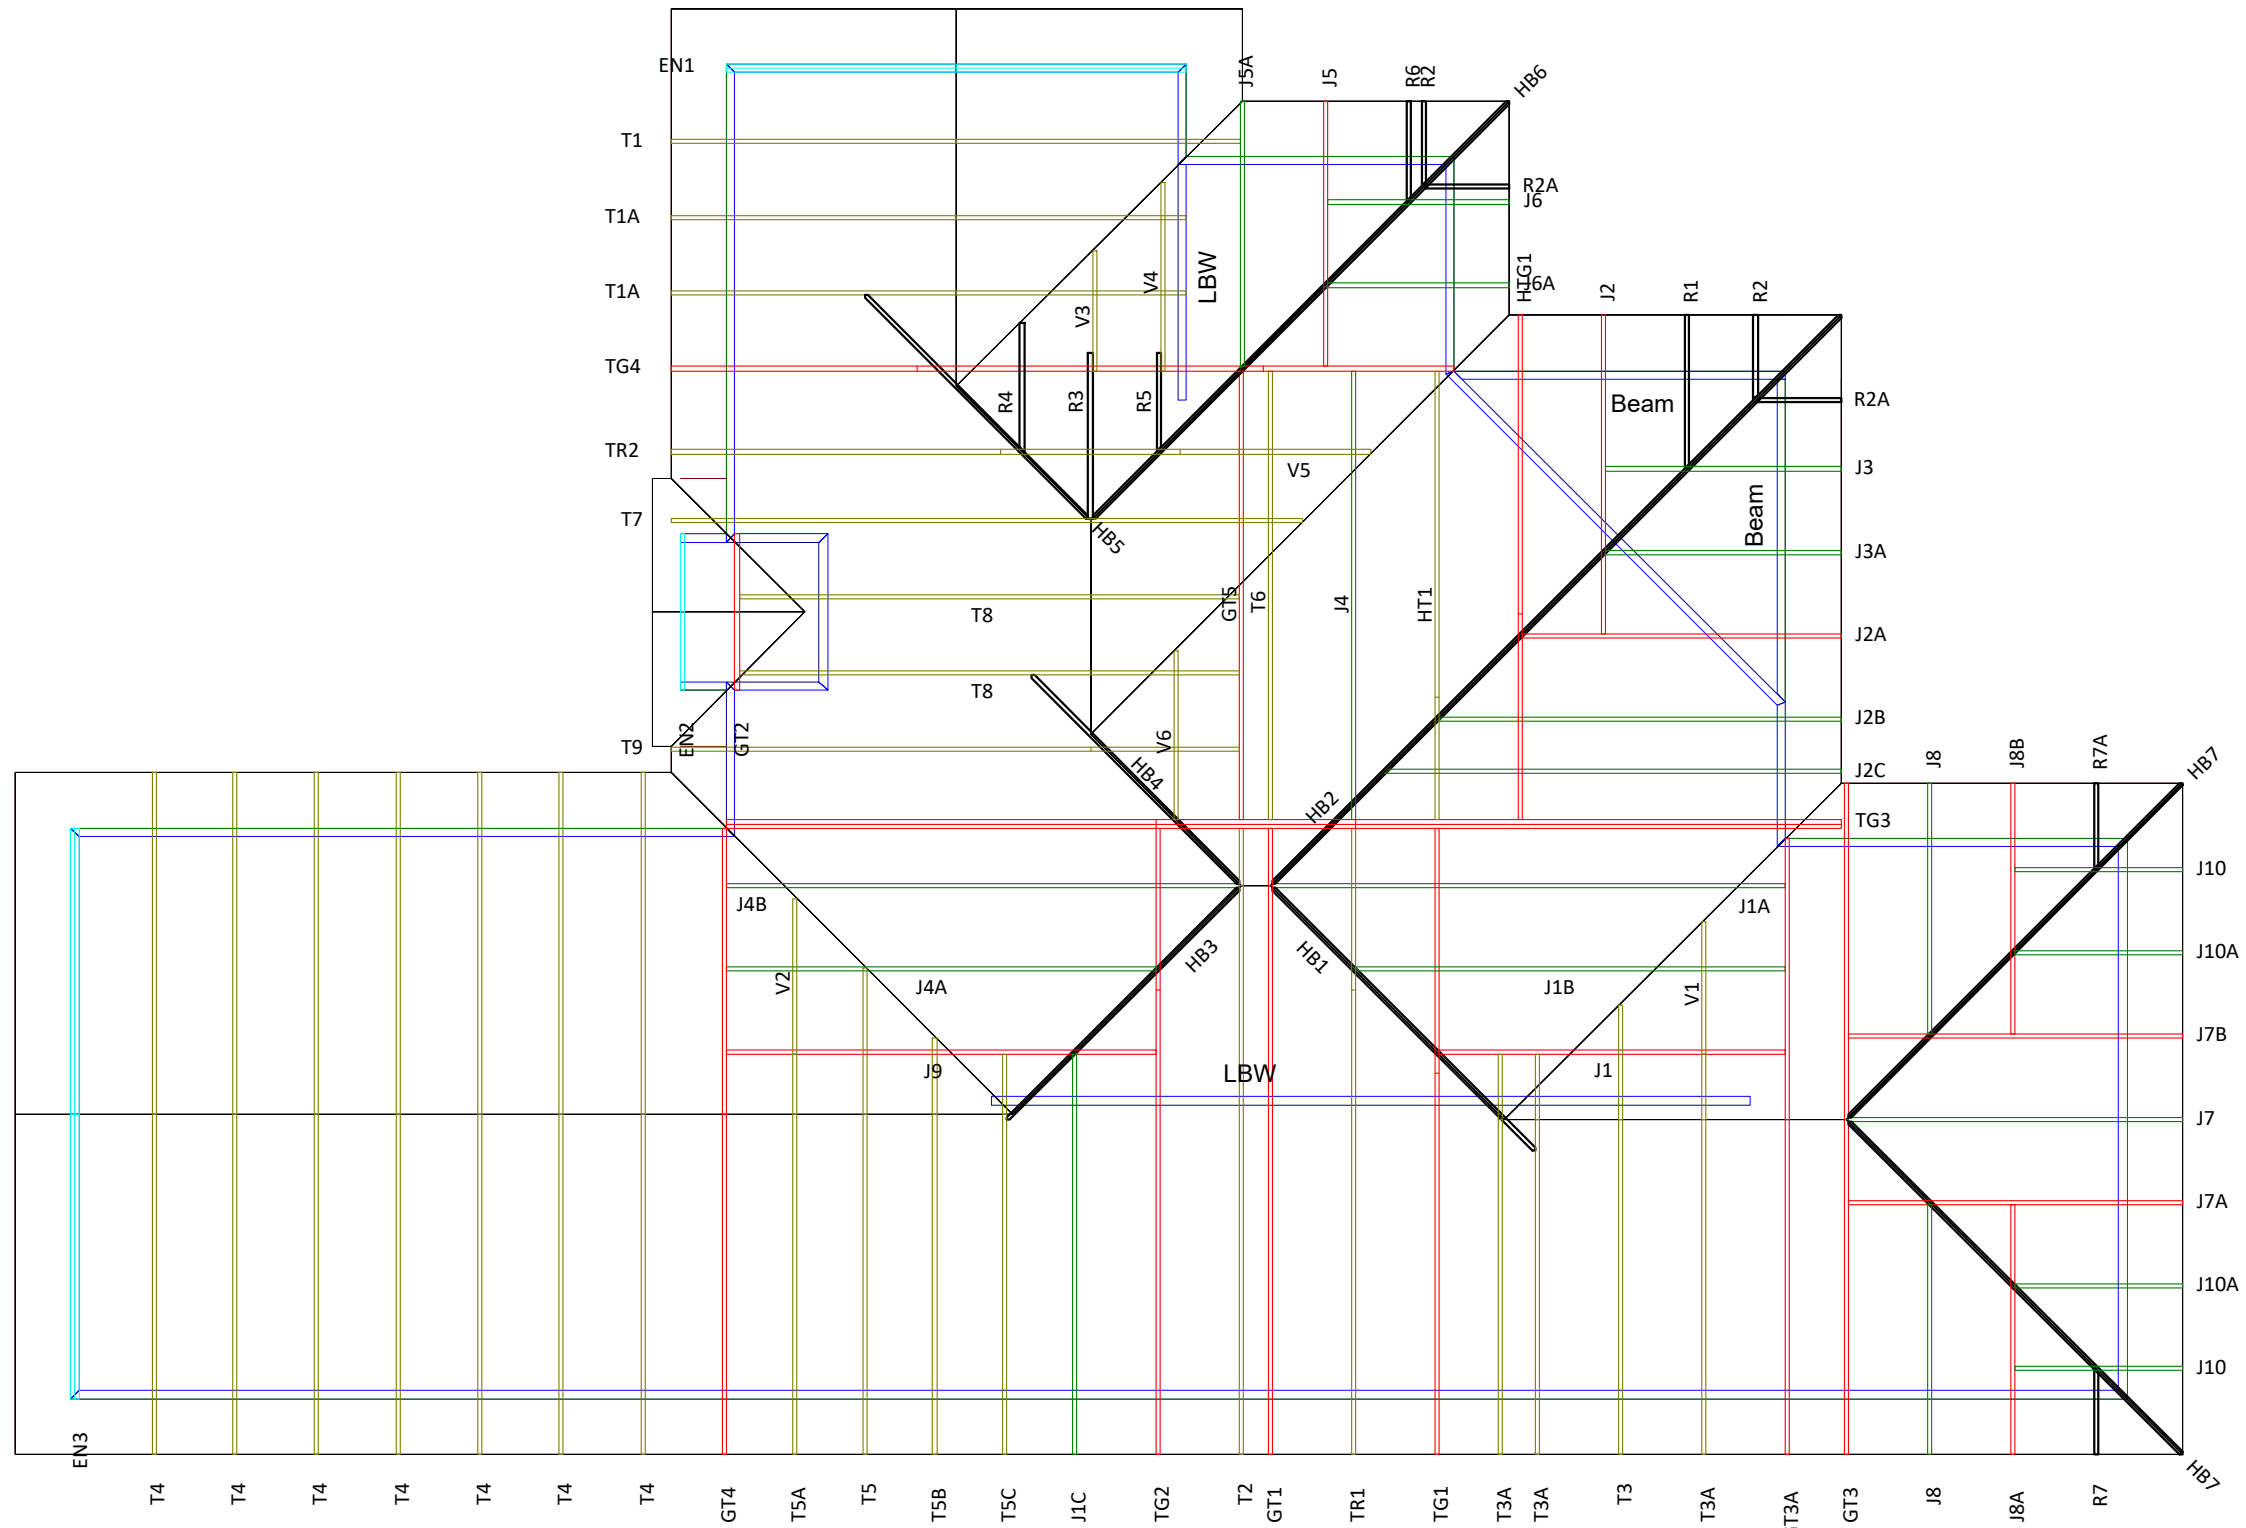 EN1
J5A
J5
R6
R2
HB6
T1
T1A
R2A
J6
T1A
V4
V3
LBW
HTG1
J6A
J2
R1
R2
TG4
R4
R3
R5
Beam
R2A
TR2
V5
J3
T7
HB5
Beam
J3A
T8
GT5
T6
J4
HT1
J2A
T8
T9
EN2
GT2
V6
HB4
HB2
J2B
J2C
J8
J8B
R7A
HB7
TG3
J10
J4B
J1A
V2
J4A
HB3
HB1
J1B
V1
J10A
J9
LBW
J1
J7B
J7
J7A
J10A
J10
EN3
T4
T4
T4
T4
T4
T4
T4
GT4
T5A
T5
T5B
T5C
J1C
TG2
T2
GT1
TR1
TG1
T3A
T3A
T3
T3A
GT3
J8
J8A
R7
HB7